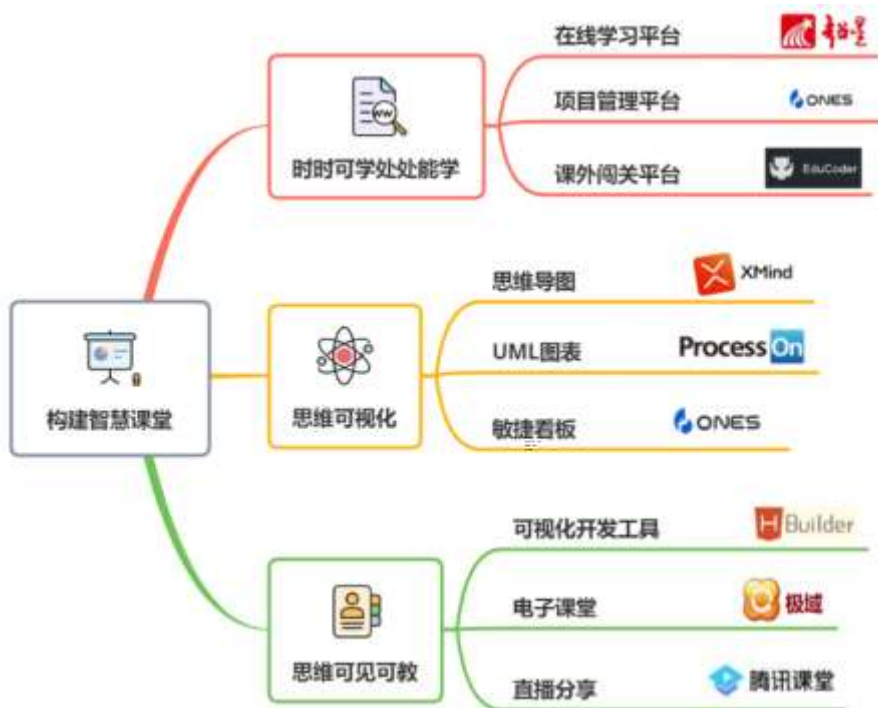 在线学习平台
项目管理平台
ONES
课外闯关平台
EduCoder
WW
时时可学处处能学
思维导图
XMind
UML图表
ProcessOn
敏捷看板
ONES
构建智慧课堂
思维可视化
可视化开发工具
H Builder
电子课堂
极域
思维可见可教
直播分享
腾讯课堂